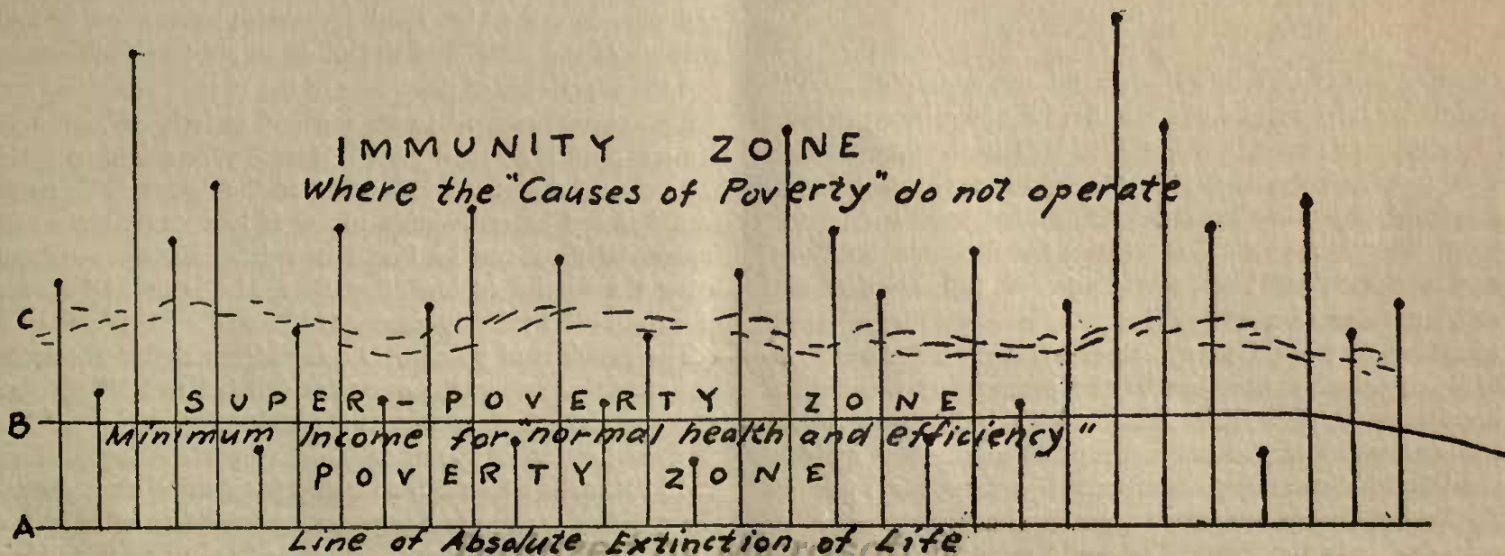 IMMUNITY ZONE
Where the "Causes of Poverty" do not operate
C
SUPER-POVERTY ZONE
B
Minimum Income for "normal health and efficiency"
POVERTY ZONE
A
Line of Absolute Extinction of Life